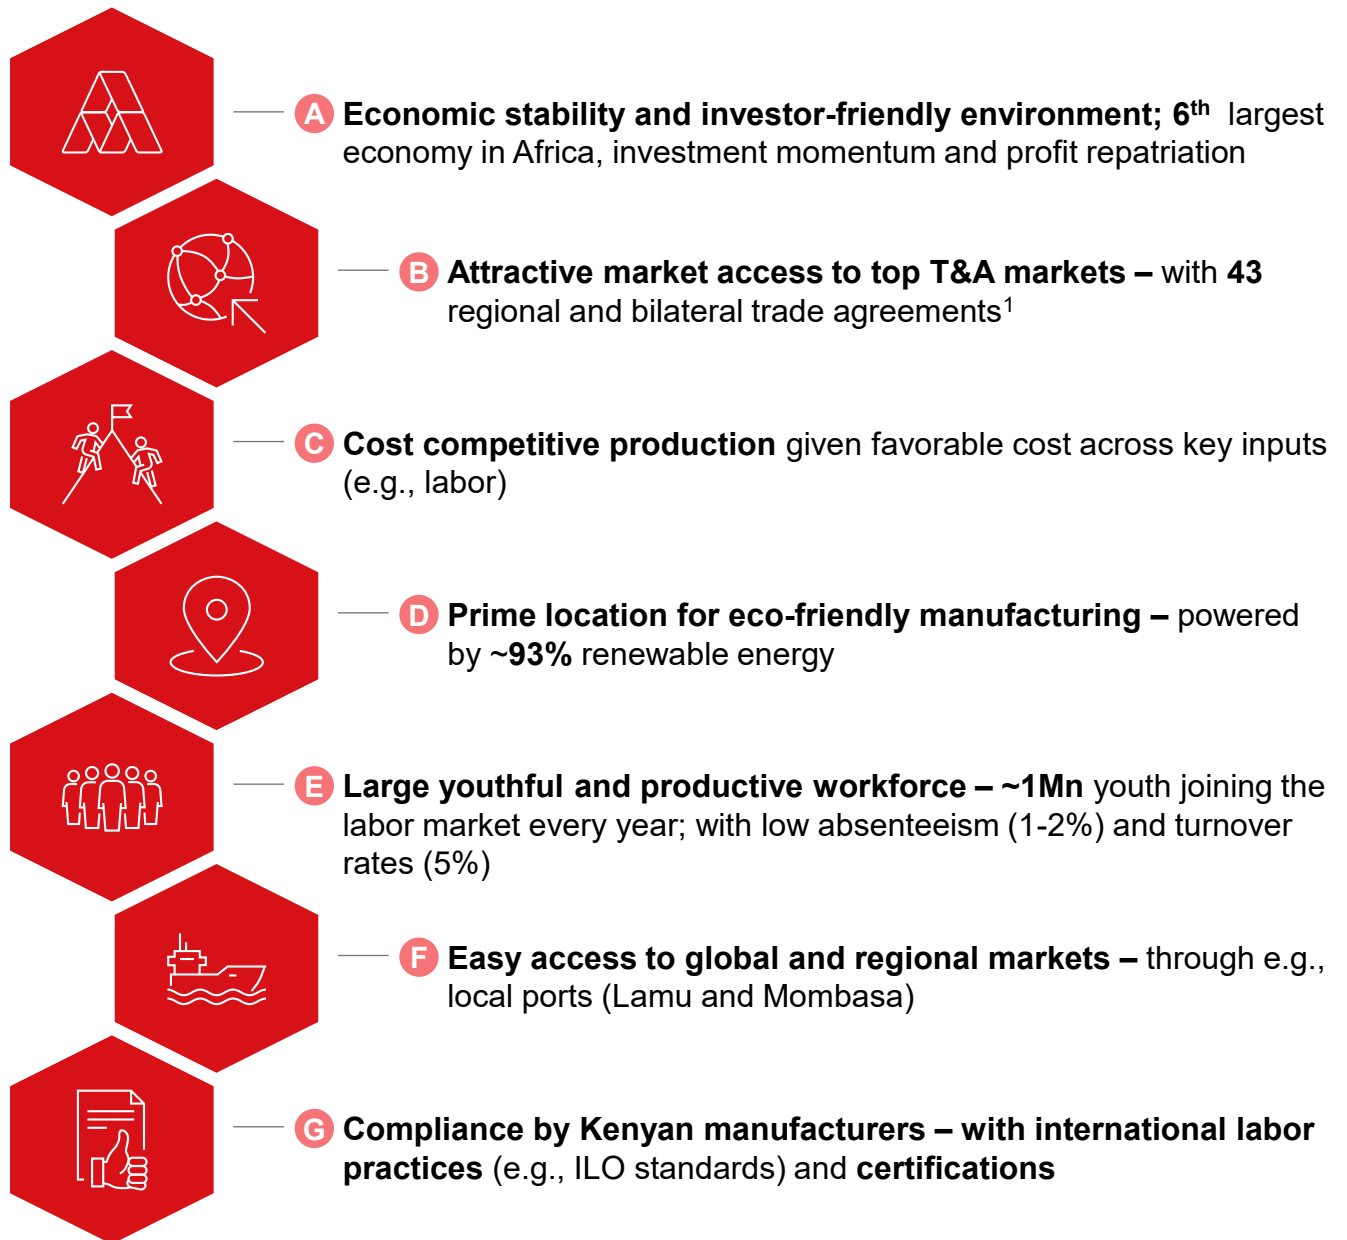 A Economic stability and investor-friendly environment; 6th largest
economy in Africa, investment momentum and profit repatriation
B Attractive market access to top T&A markets – with 43
regional and bilateral trade agreements1
C Cost competitive production given favorable cost across key inputs
(e.g., labor)
D Prime location for eco-friendly manufacturing – powered
by ~93% renewable energy
E Large youthful and productive workforce – ~1Mn youth joining the
labor market every year; with low absenteeism (1-2%) and turnover
rates (5%)
F Easy access to global and regional markets – through e.g.,
local ports (Lamu and Mombasa)
G Compliance by Kenyan manufacturers – with international labor
practices (e.g., ILO standards) and certifications